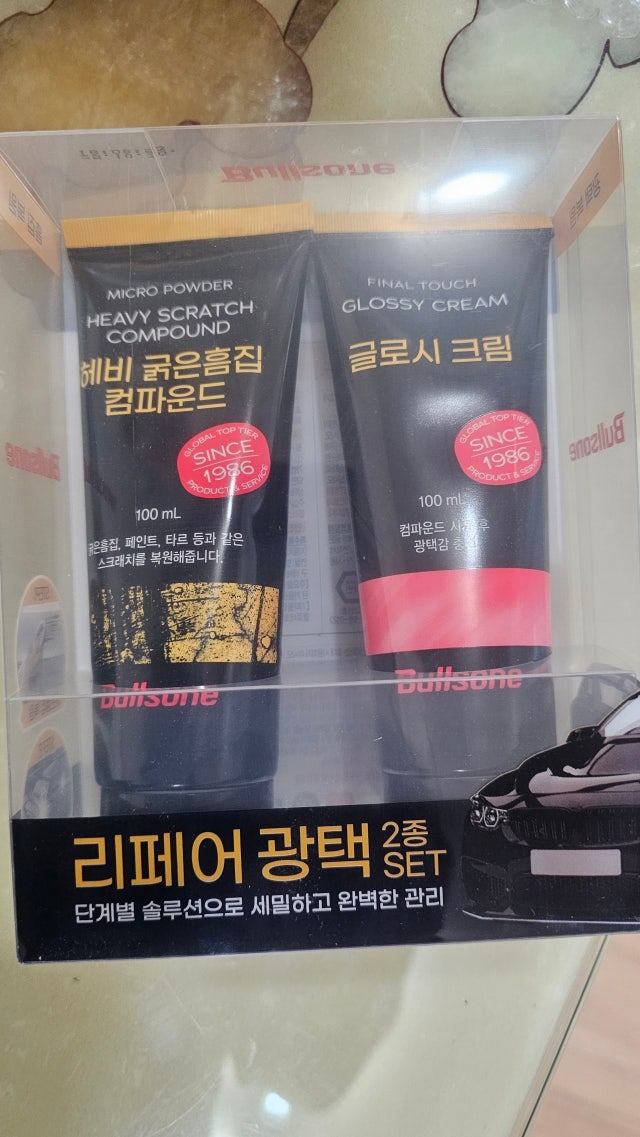 Bullsone
MICRO POWDER
HEAVY SCRATCH
COMPOUND
헤비 굵은흠집
컴파운드
GLOBAL TOP TIER
SINCE
1986
PRODUCT & SERVICE
100 mL
굵은흠집, 페인트, 타르 등과 같은
스크래치를 복원해줍니다.
Bullsone
FINAL TOUCH
GLOSSY CREAM
글로시 크림
GLOBAL TOP TIER
SINCE
1986
PRODUCT & SERVICE
100 mL
컴파운드
광택감
Bullsone
Bullsone
Bullsone
리페어 광택 2종
SET
단계별 솔루션으로 세밀하고 완벽한 관리